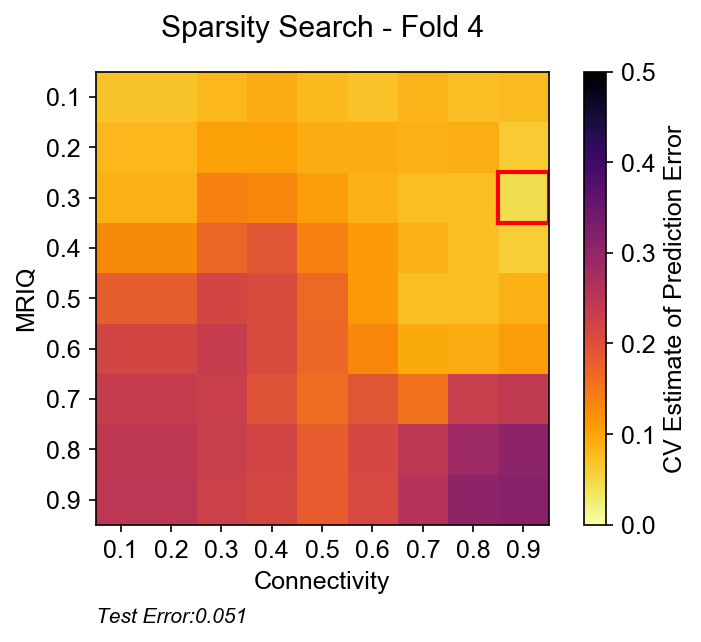 Sparsity Search - Fold 4
MRIQ
0.1
0.2
0.3
0.4
0.5
0.6
0.7
0.8
0.9
0.1 0.2 0.3 0.4 0.5 0.6 0.7 0.8 0.9
Connectivity
Test Error:0.051
0.5
0.4
0.3
0.2
0.1
0.0
CV Estimate of Prediction Error